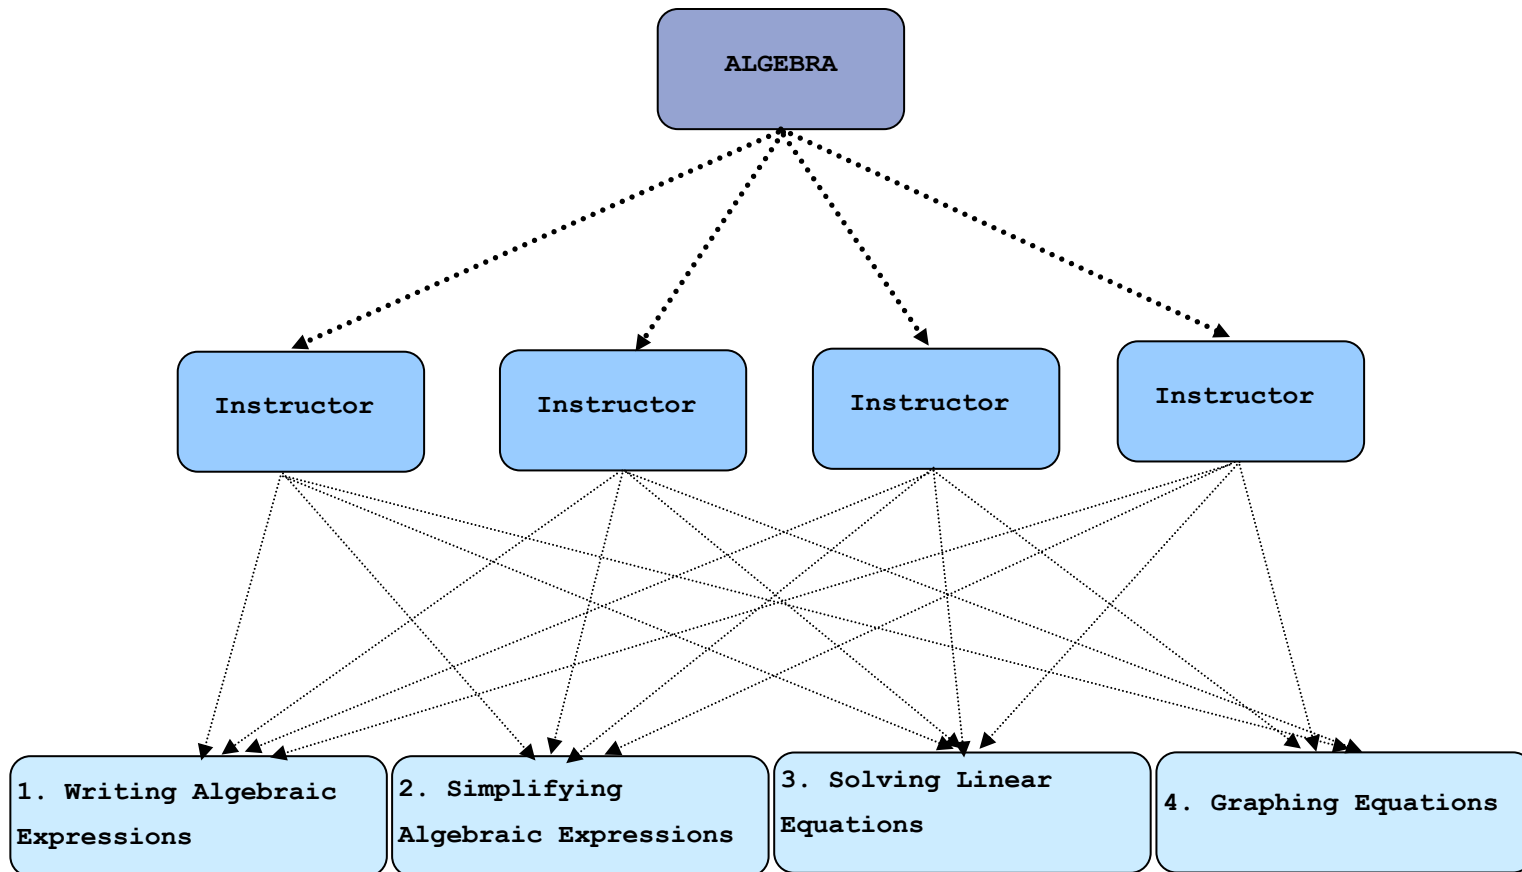 ALGEBRA
Instructor
Instructor
Instructor
Instructor
1. Writing Algebraic
Expressions
2. Simplifying
Algebraic Expressions
3. Solving Linear
Equations
4. Graphing Equations